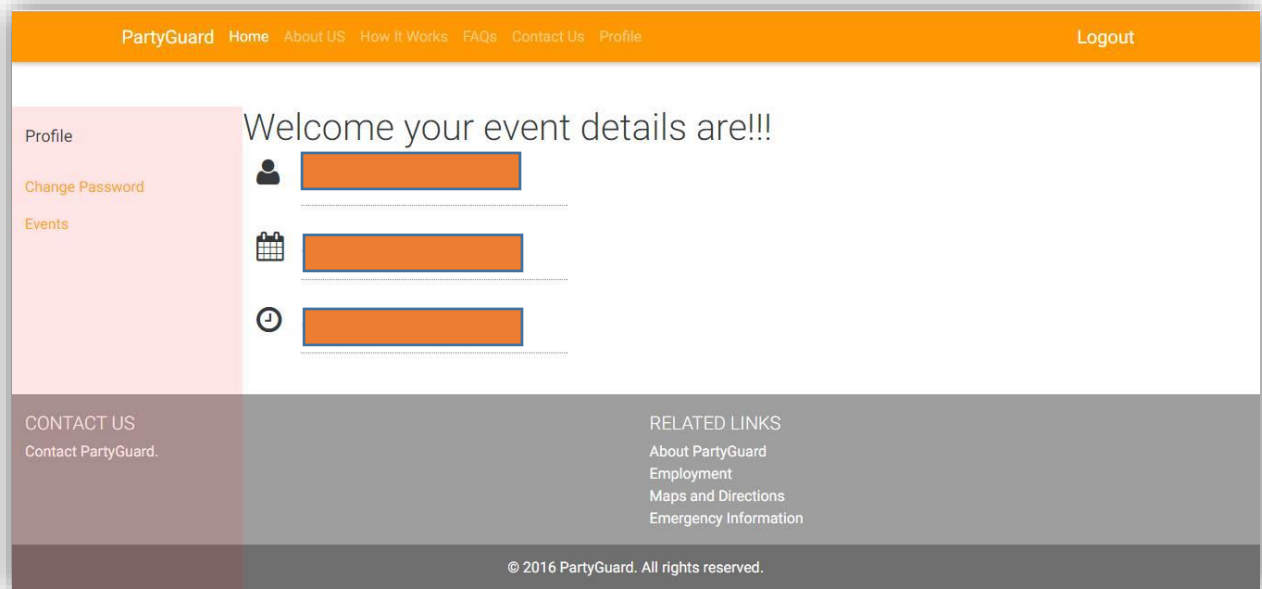 PartyGuard Home About US How It Works FAQs Contact Us Profile Logout
Welcome your event details are!!!
Profile
Change Password
Events
CONTACT US
Contact PartyGuard.
RELATED LINKS
About PartyGuard
Employment
Maps and Directions
Emergency Information
© 2016 PartyGuard. All rights reserved.